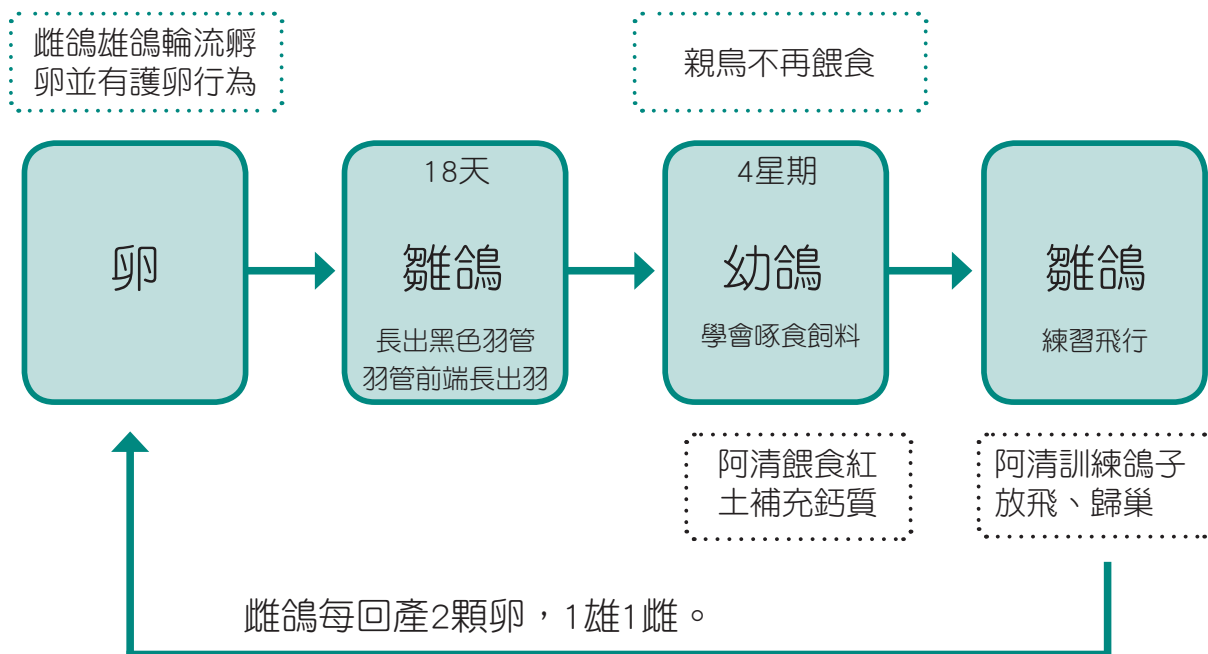 雌鴿雄鴿輪流孵
卵並有護卵行為
親鳥不再餵食
卵
18天
雛鴿
長出黑色羽管
羽管前端長出羽
4星期
幼鴿
學會啄食飼料
雛鴿
練習飛行
阿清餵食紅
土補充鈣質
阿清訓練鴿子
放飛、歸巢
雌鴿每回產2顆卵，1雄1雌。